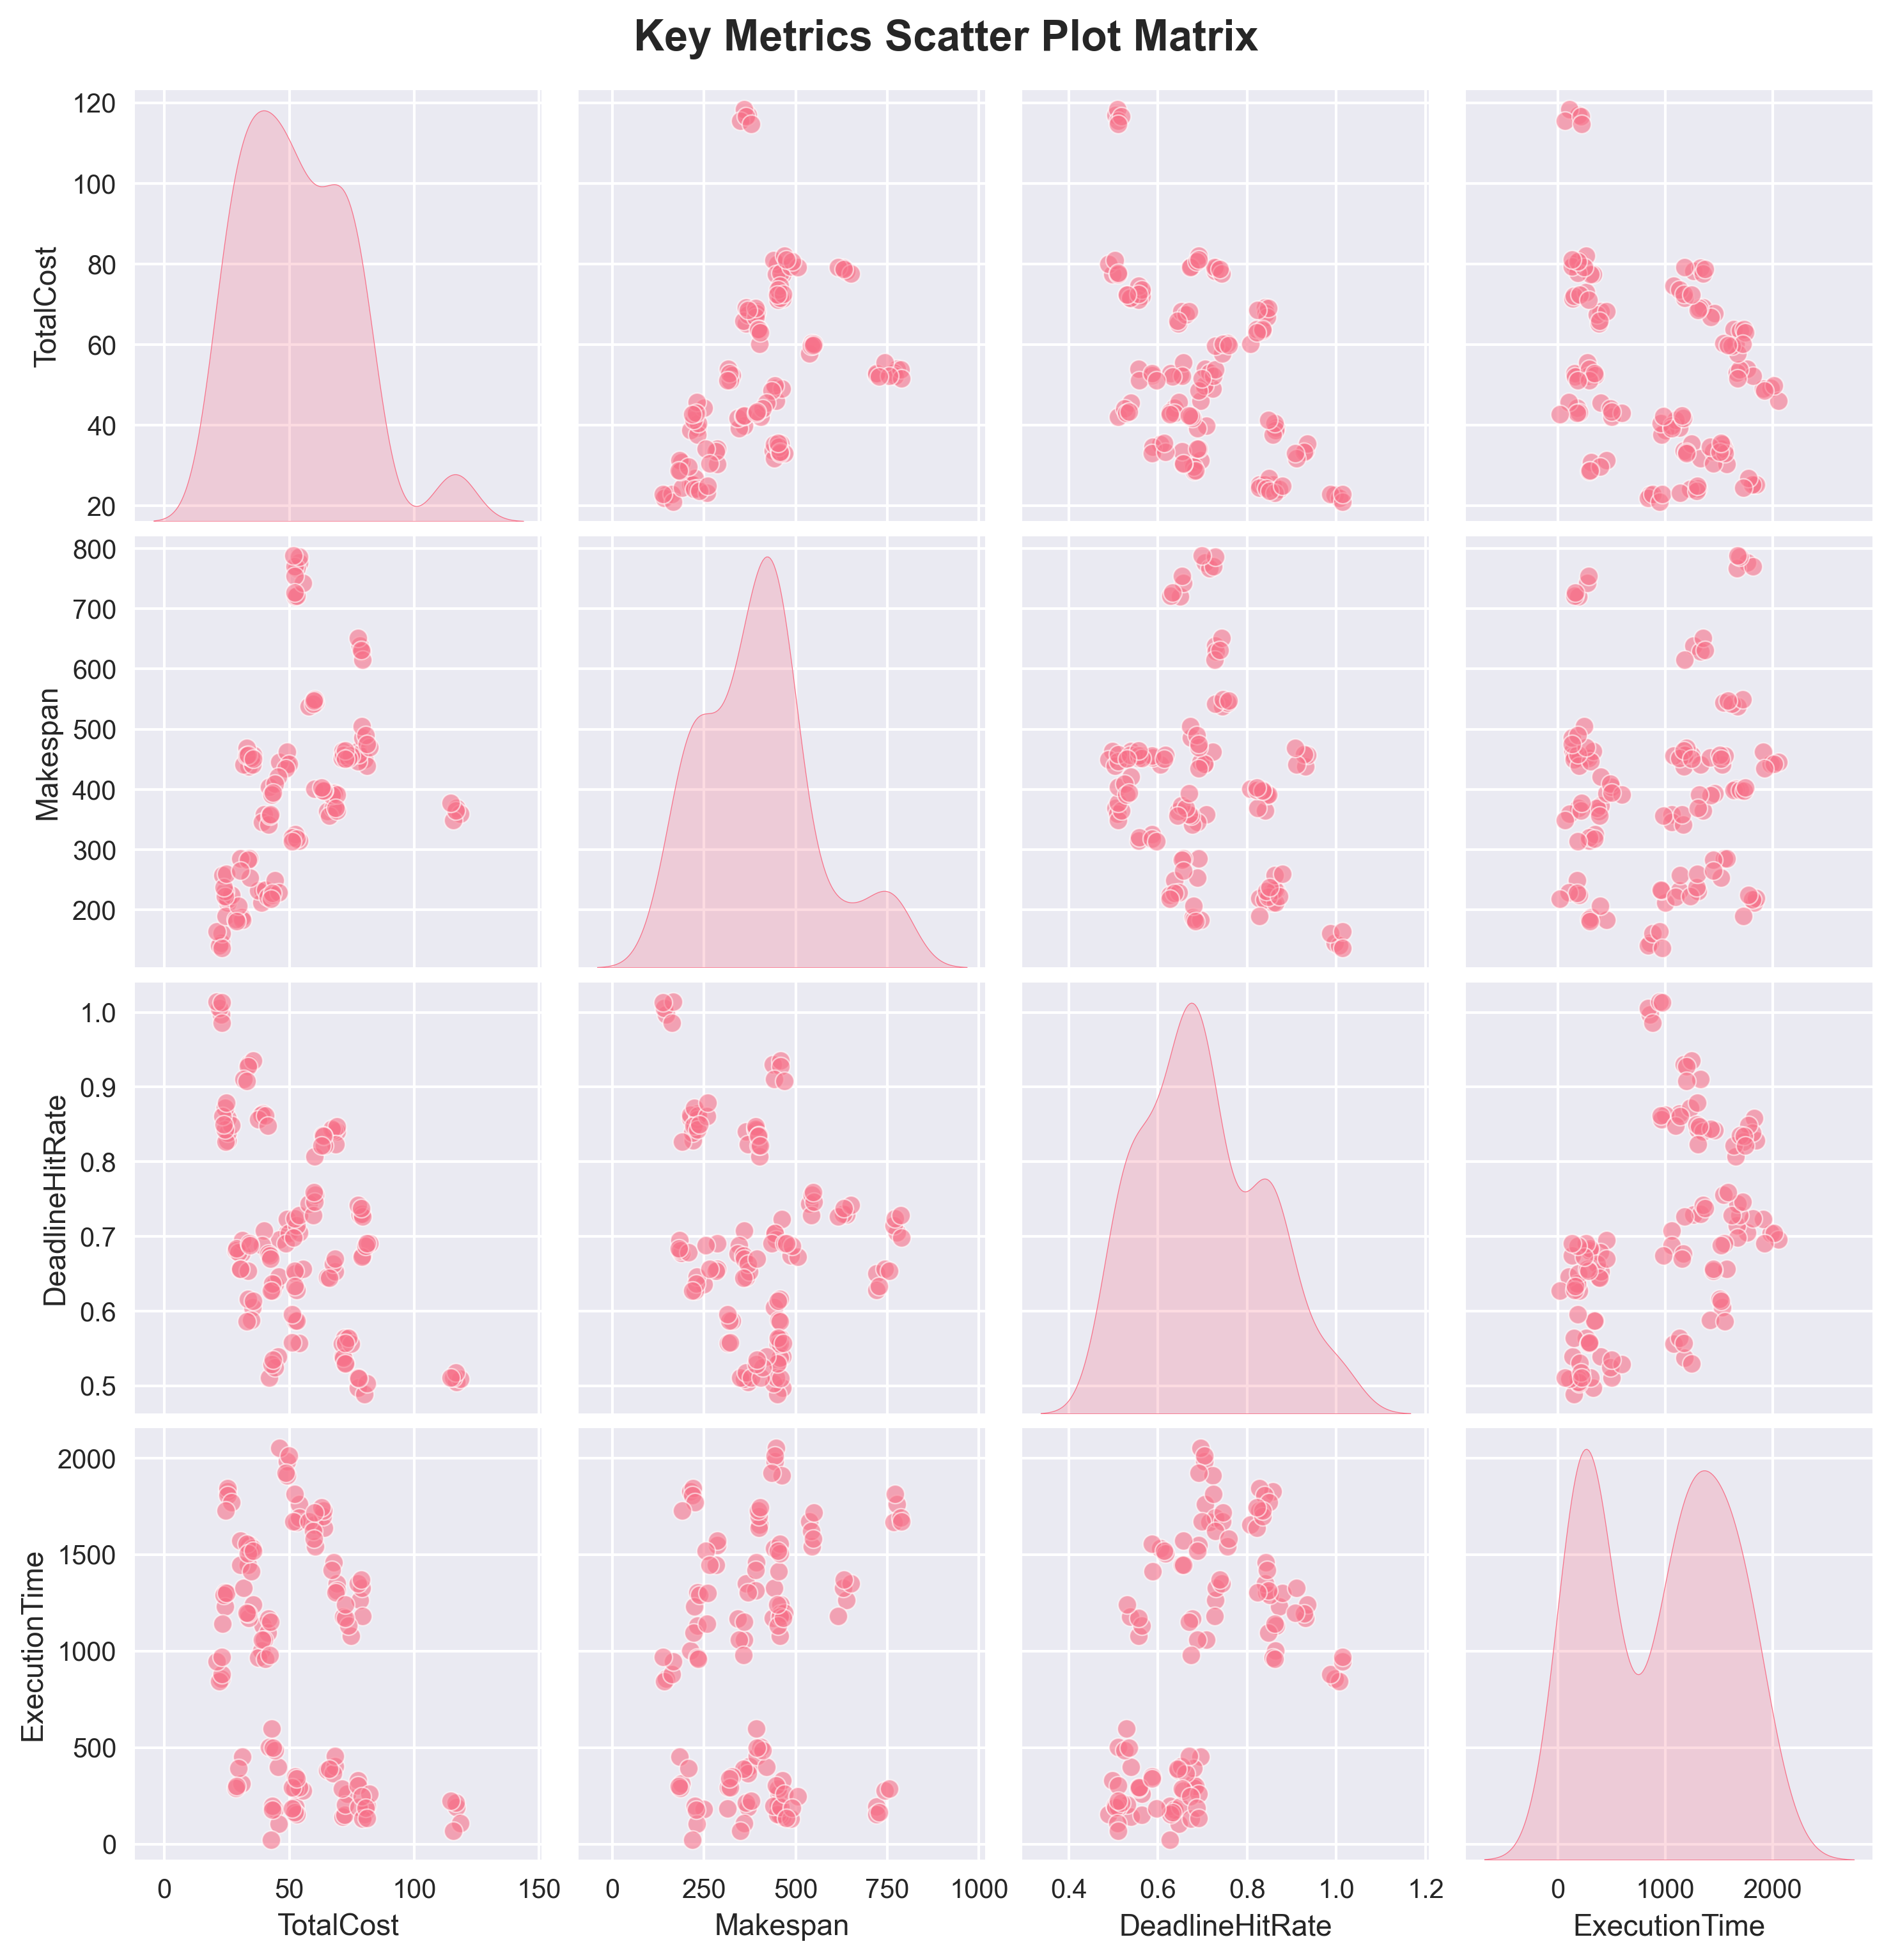 Key Metrics Scatter Plot Matrix
120
100
80
60
40
20
TotalCost
800
700
600
500
400
300
200
Makespan
1.0
0.9
0.8
0.7
0.6
0.5
DeadlineHitRate
2000
1500
1000
500
0
ExecutionTime
0 50 100 150
TotalCost
0 250 500 750 1000
Makespan
0.4 0.6 0.8 1.0 1.2
DeadlineHitRate
0 1000 2000
ExecutionTime